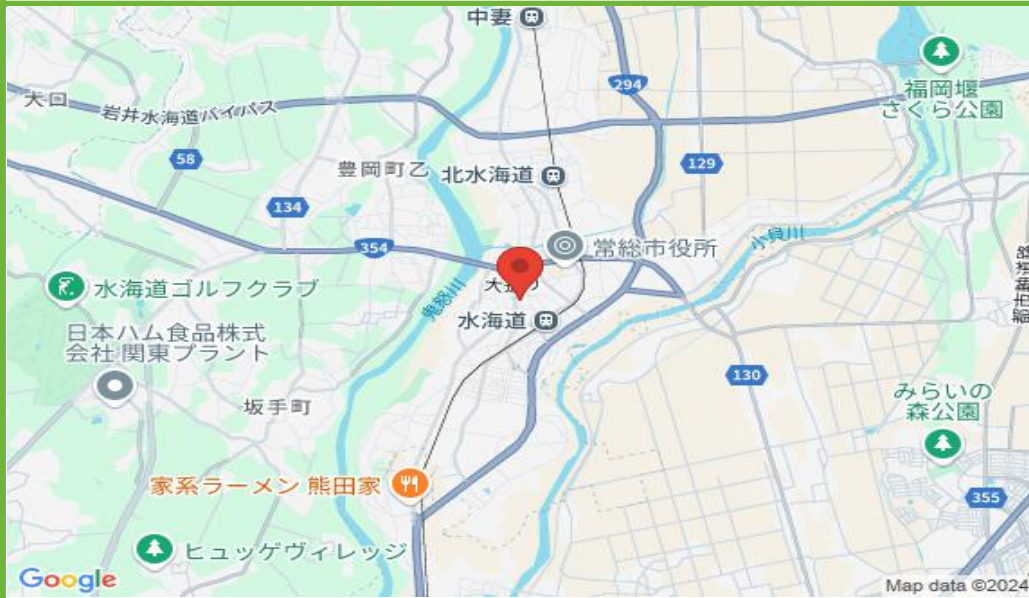 中妻
大口
岩井水海道バイパス
294
福岡堰
さくら公園
58
豊岡町乙
北水海道
129
134
354
常総市役所
小貝川
鬼怒川
水海道ゴルフクラブ
水海道
日本ハム食品株式
会社 関東プラント
130
坂手町
みらいの
森公園
家系ラーメン 熊田家
355
ヒュッゲヴィレッジ
Google
Map data ©2024